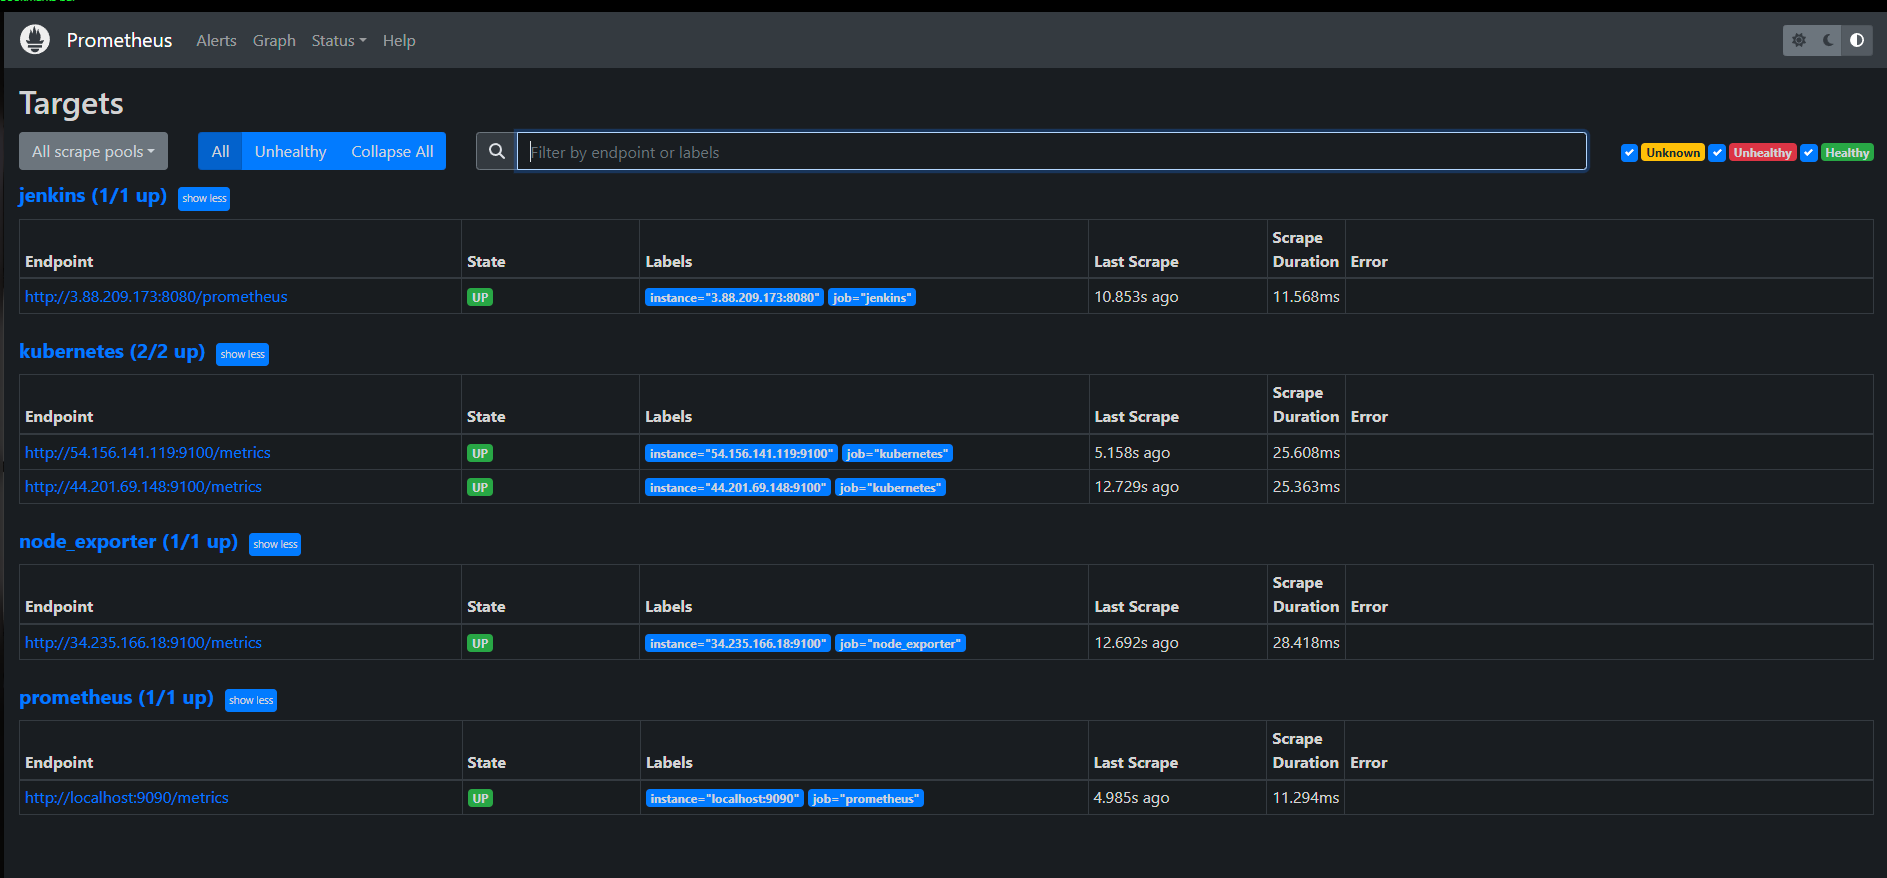 Prometheus Alerts Graph Status Help
Targets
All scrape pools All Unhealthy Collapse All Filter by endpoint or labels Unknown Unhealthy Healthy
jenkins (1/1 up) show less
Endpoint State Labels Last Scrape Scrape Duration Error
http://3.88.209.173:8080/prometheus UP instance="3.88.209.173:8080" job="jenkins" 10.853s ago 11.568ms
kubernetes (2/2 up) show less
Endpoint State Labels Last Scrape Scrape Duration Error
http://54.156.141.119:9100/metrics UP instance="54.156.141.119:9100" job="kubernetes" 5.158s ago 25.608ms
http://44.201.69.148:9100/metrics UP instance="44.201.69.148:9100" job="kubernetes" 12.729s ago 25.363ms
node_exporter (1/1 up) show less
Endpoint State Labels Last Scrape Scrape Duration Error
http://34.235.166.18:9100/metrics UP instance="34.235.166.18:9100" job="node_exporter" 12.692s ago 28.418ms
prometheus (1/1 up) show less
Endpoint State Labels Last Scrape Scrape Duration Error
http://localhost:9090/metrics UP instance="localhost:9090" job="prometheus" 4.985s ago 11.294ms